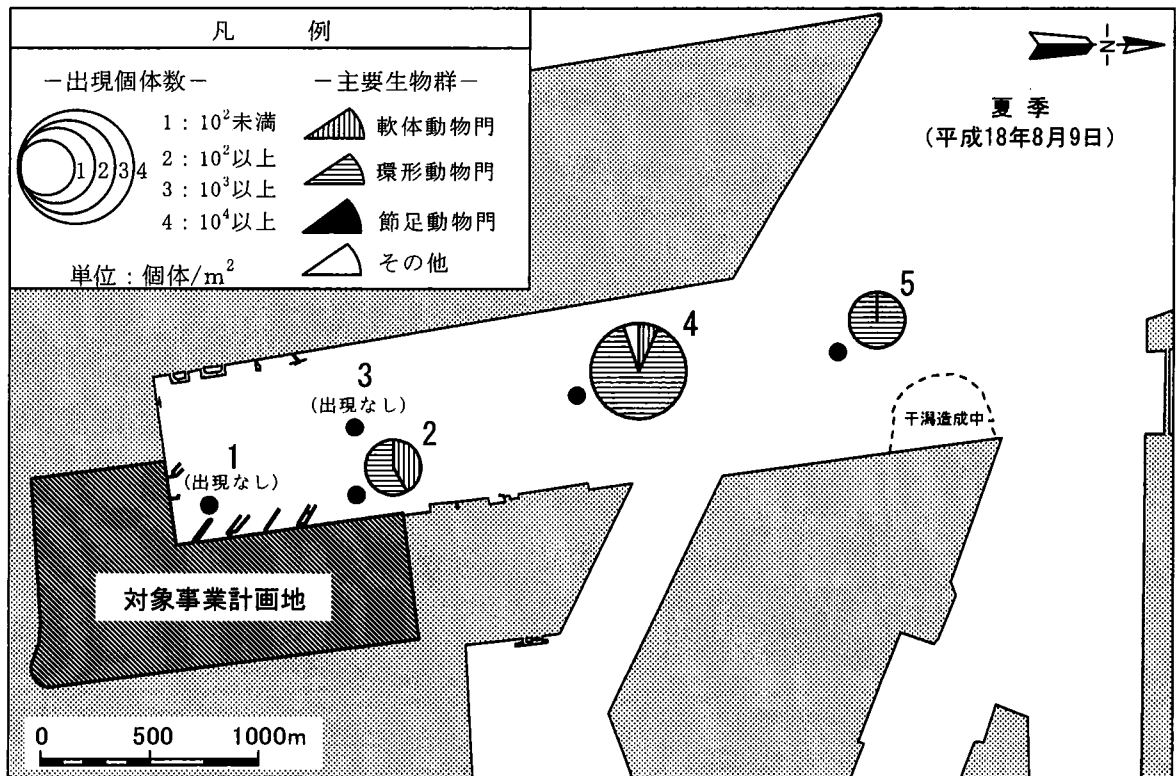 凡 例
－出現個体数－
1 2 3 4
1 : 10²未満
2 : 10²以上
3 : 10³以上
4 : 10⁴以上
単位 : 個体/m²
－主要生物群－
軟体動物門
環形動物門
節足動物門
その他
N
夏季
(平成18年8月9日)
5
4
3
(出現なし)
2
1
(出現なし)
干潟造成中
対象事業計画地
0 500 1000m